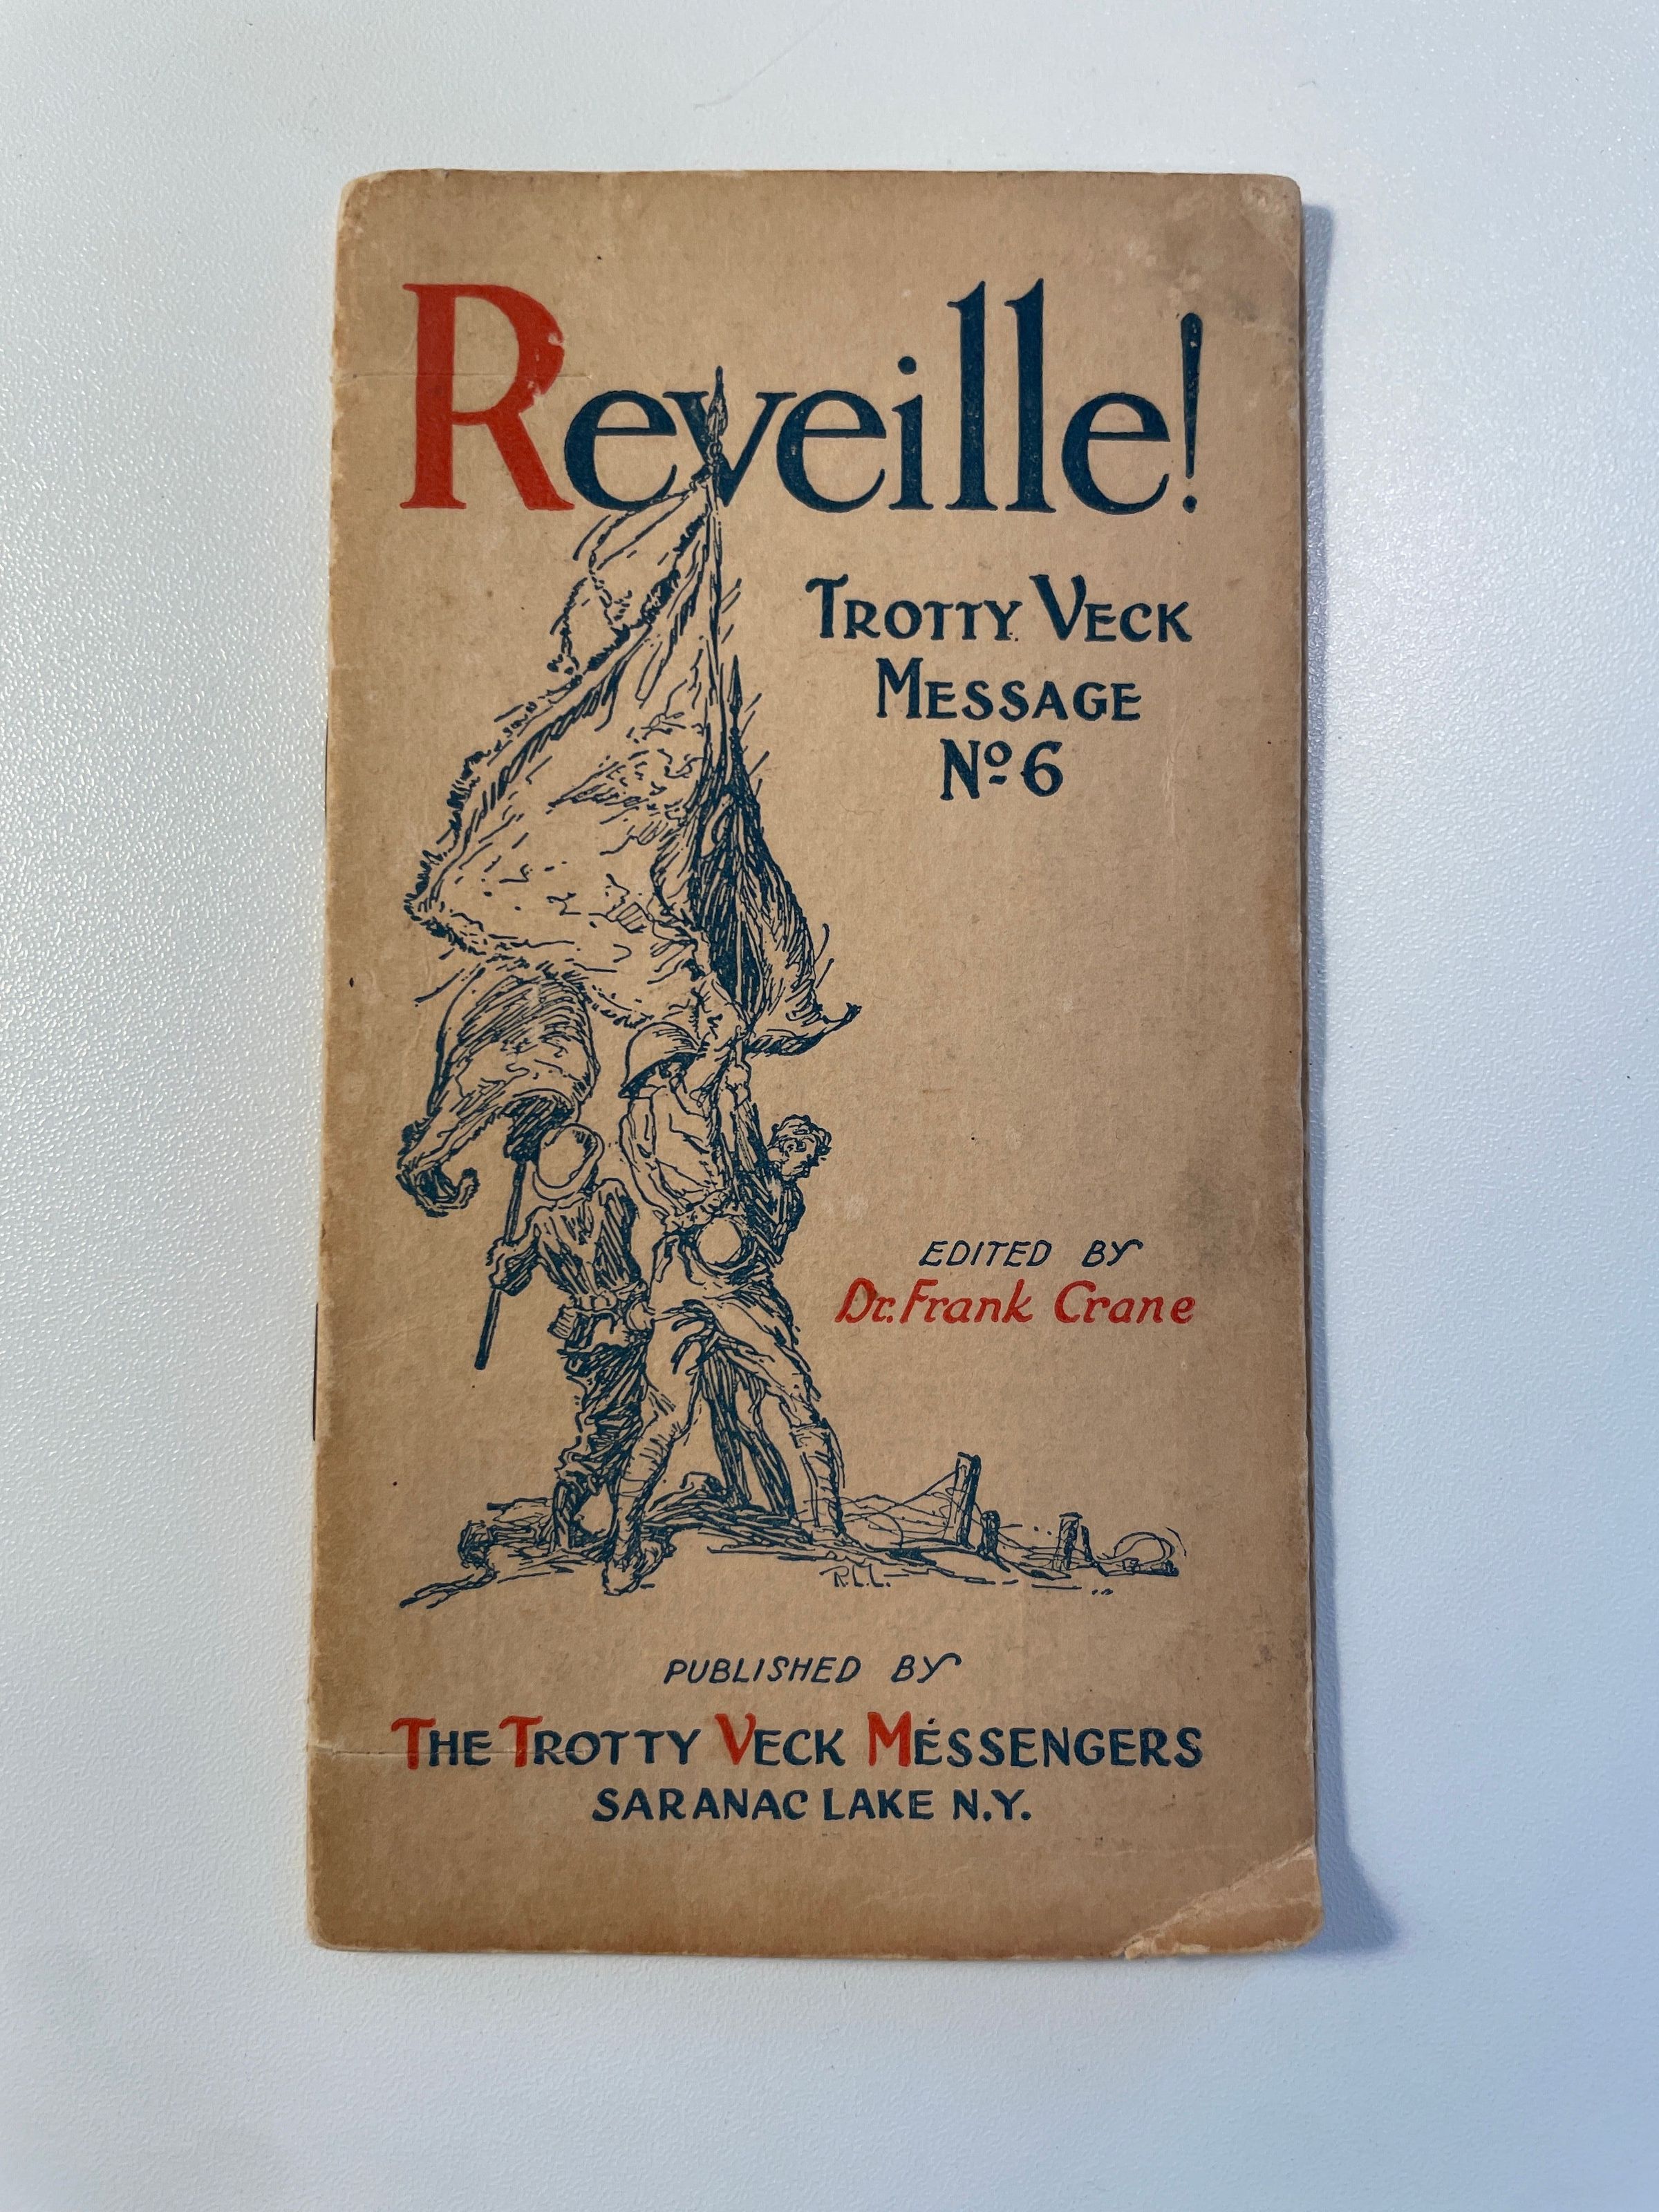 Reveille!
TROTTY VECK
MESSAGE
Nº 6
EDITED BY
Dr. Frank Crane
R.L.L.
PUBLISHED BY
THE TROTTY VECK MESSENGERS
SARANAC LAKE N.Y.